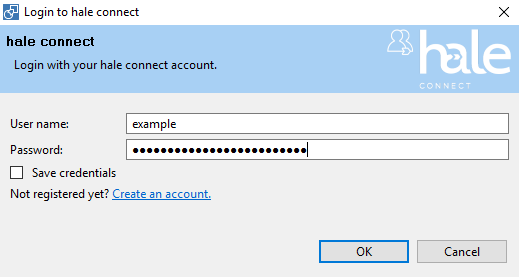 Login to hale connect
hale connect
Login with your hale connect account.
hale
CONNECT
User name:
example
Password:
●●●●●●●●●●●●●●●●●●●●●●●●●
Save credentials
Not registered yet? Create an account.
OK
Cancel